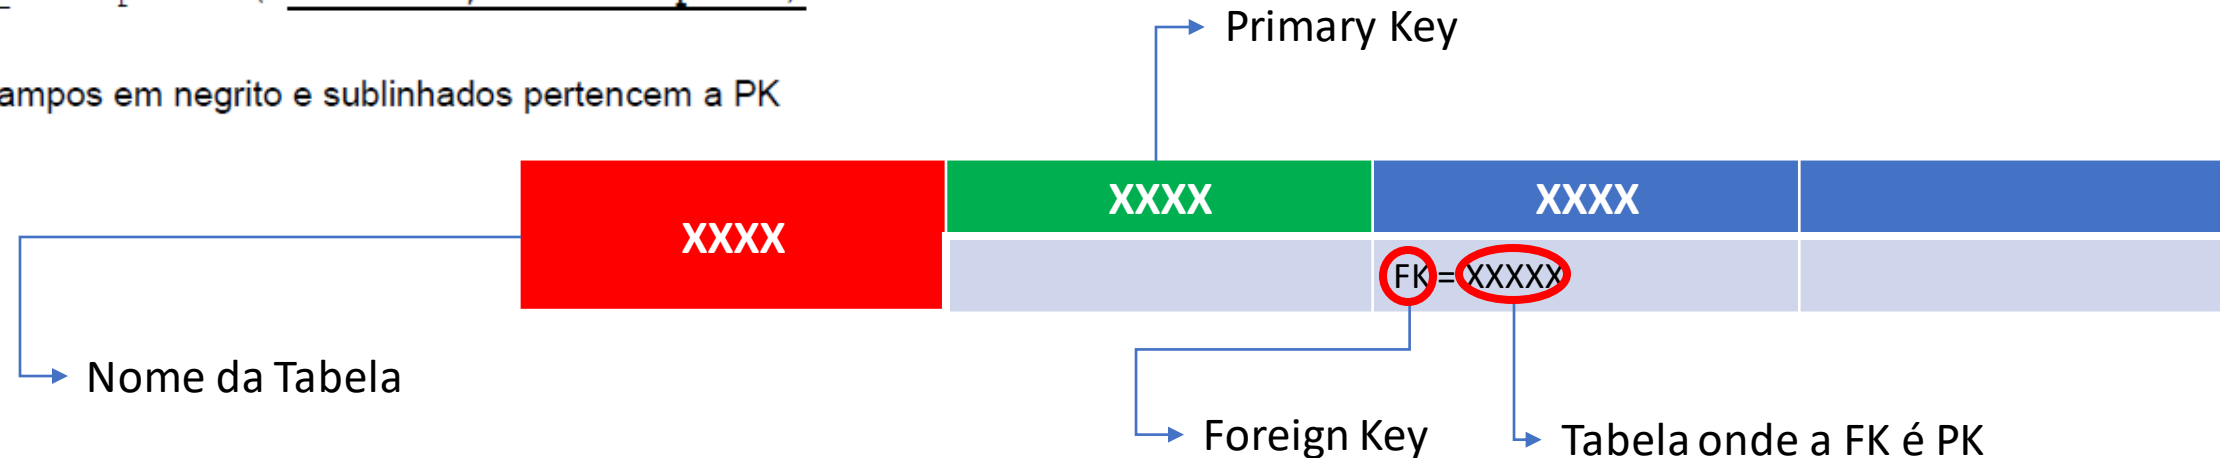 Primary Key
ampos em negrito e sublinhados pertencem a PK
XXXX XXXX XXXX
FK = XXXXX
Nome da Tabela
Foreign Key
Tabela onde a FK é PK